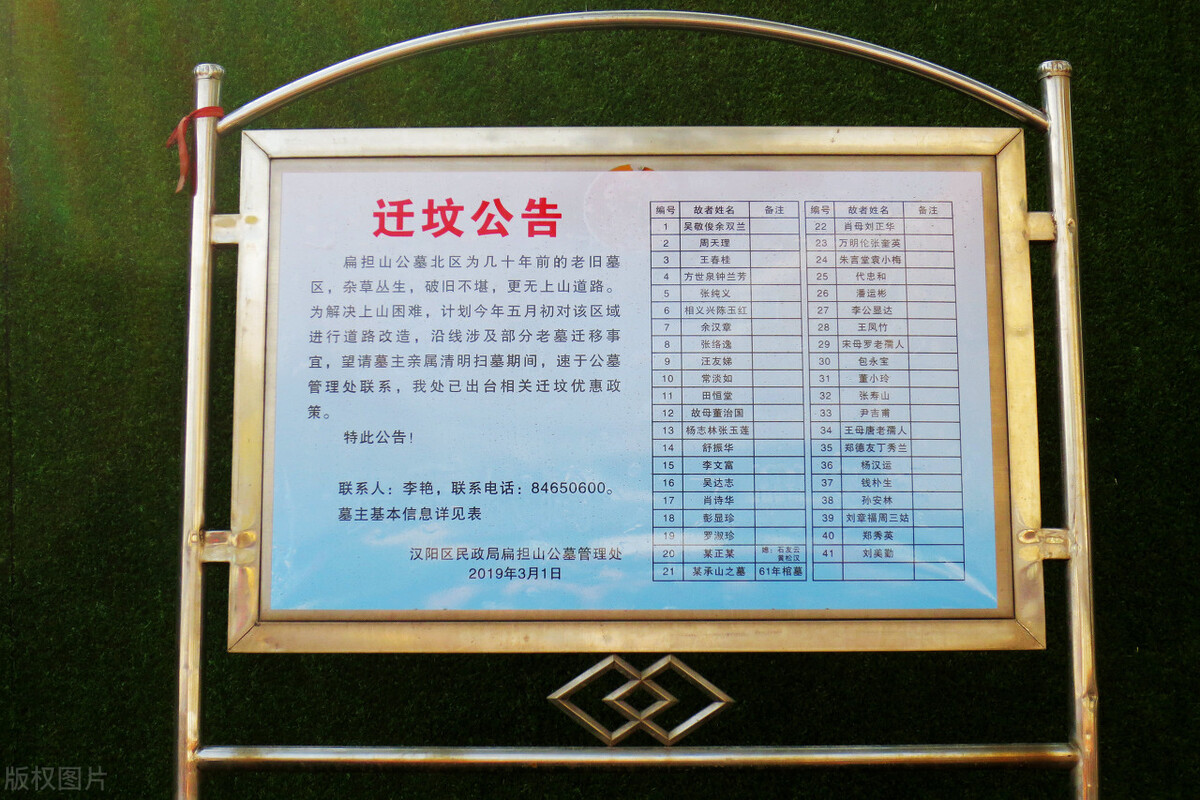 迁坟公告
扁担山公墓北区为几十年前的老旧墓
区，杂草丛生，破旧不堪，更无上山道路。
为解决上山困难，计划今年五月初对该区域
进行道路改造，沿线涉及部分老墓迁移事
宜，望请墓主亲属清明扫墓期间，速于公墓
管理处联系，我处已出台相关迁坟优惠政
策。
特此公告！
联系人：李艳，联系电话：84650600。
墓主基本信息详见表
汉阳区民政局扁担山公墓管理处
2019年3月1日
编号 故者姓名 备注
1 吴敬俊余双兰
2 周天理
3 王春桂
4 方世泉钟兰芳
5 张纯义
6 相义兴陈玉红
7 余汉章
8 张络逸
9 汪友娣
10 常淡如
11 田恒堂
12 故母董治国
13 杨志林张玉莲
14 舒振华
15 李文富
16 吴达志
17 肖诗华
18 彭显珍
19 罗淑珍
20 某正某 石友云
黄松汉
21 某承山之墓 61年棺墓
编号 故者姓名 备注
22 肖母刘正华
23 万明伦张奎英
24 朱言堂袁小梅
25 代忠和
26 潘运彬
27 李公显达
28 王凤竹
29 宋母罗老孺人
30 包永宝
31 董小玲
32 张寿山
33 尹吉甫
34 王母唐老孺人
35 郑德友丁秀兰
36 杨汉运
37 钱朴生
38 孙安林
39 刘章福周三姑
40 郑秀英
41 刘美勤
版权图片